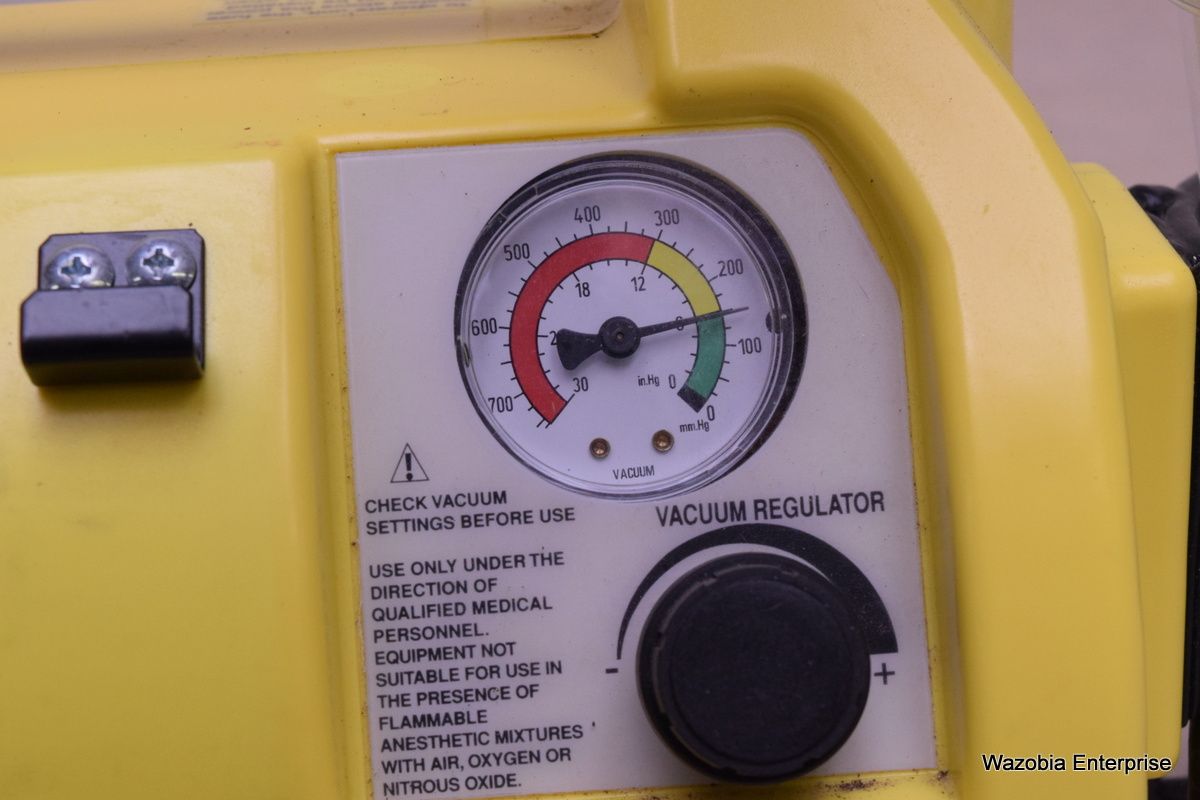 400 300
500 200
18 12
600 100
30 in.Hg 0
700 0
mm.Hg
VACUUM
!
CHECK VACUUM
SETTINGS BEFORE USE
VACUUM REGULATOR
USE ONLY UNDER THE
DIRECTION OF
QUALIFIED MEDICAL
PERSONNEL.
EQUIPMENT NOT
SUITABLE FOR USE IN
THE PRESENCE OF
FLAMMABLE
ANESTHETIC MIXTURES
WITH AIR, OXYGEN OR
NITROUS OXIDE.
- +
Wazobia Enterprise